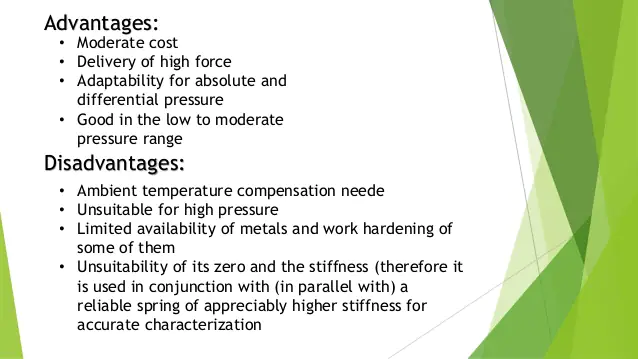 Advantages:
• Moderate cost
• Delivery of high force
• Adaptability for absolute and
differential pressure
• Good in the low to moderate
pressure range
Disadvantages:
• Ambient temperature compensation neede
• Unsuitable for high pressure
• Limited availability of metals and work hardening of
some of them
• Unsuitability of its zero and the stiffness (therefore it
is used in conjunction with (in parallel with) a
reliable spring of appreciably higher stiffness for
accurate characterization